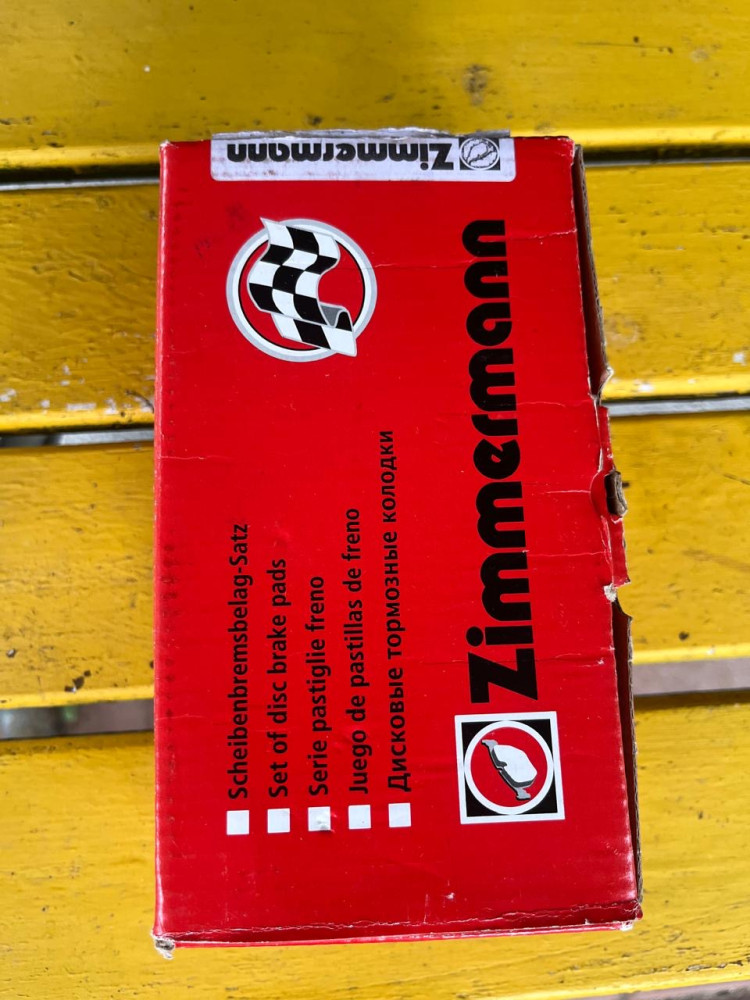 Zimmermann
Scheibenbremsbelag-Satz
Set of disc brake pads
Serie pastiglie freno
Juego de pastillas de freno
Дисковые тормозные колодки
Zimmermann